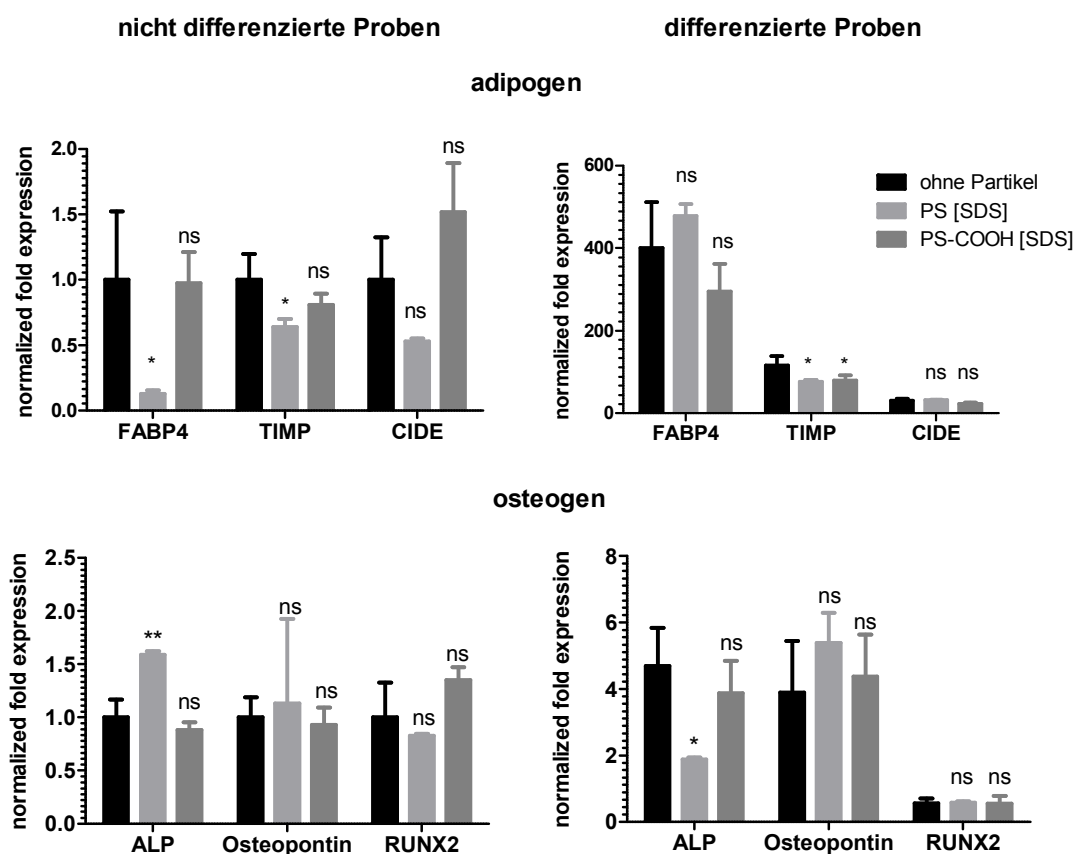 nicht differenzierte Proben
differenzierte Proben
adipogen
normalized fold expression
2.0
1.5
1.0
0.5
0.0
* ns
* ns
ns ns
FABP4 TIMP CIDE
normalized fold expression
600
400
200
0
ns ns
* *
ns ns
FABP4 TIMP CIDE
ohne Partikel
PS [SDS]
PS-COOH [SDS]
osteogen
normalized fold expression
2.5
2.0
1.5
1.0
0.5
0.0
** ns
ns ns
ns ns
ALP Osteopontin RUNX2
normalized fold expression
8
6
4
2
0
* ns
ns ns
ns ns
ALP Osteopontin RUNX2